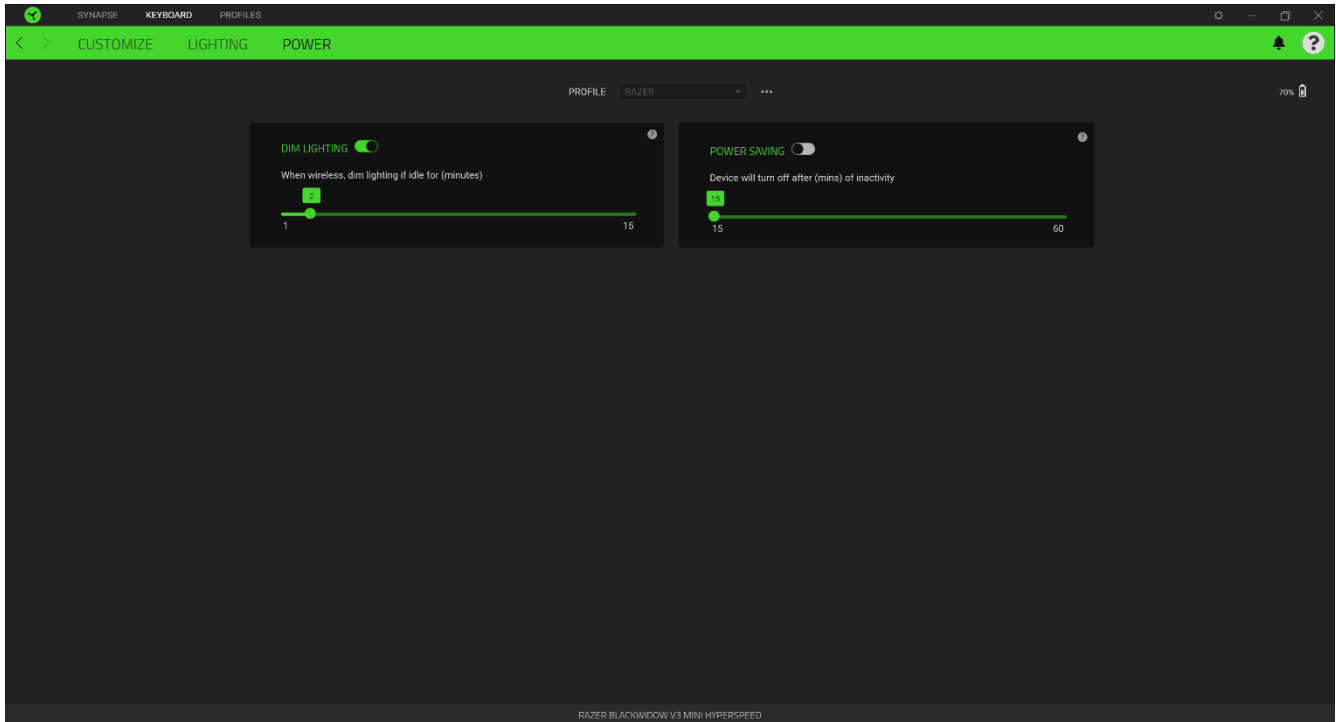 SYNAPSE KEYBOARD PROFILES
CUSTOMIZE LIGHTING POWER ?
PROFILE RAZER
70%
DIM LIGHTING ?
When wireless, dim lighting if idle for (minutes)
2
1 15
POWER SAVING ?
Device will turn off after (mins) of inactivity
15
15 60
RAZER BLACKWIDOW V3 MINI HYPERSPEED